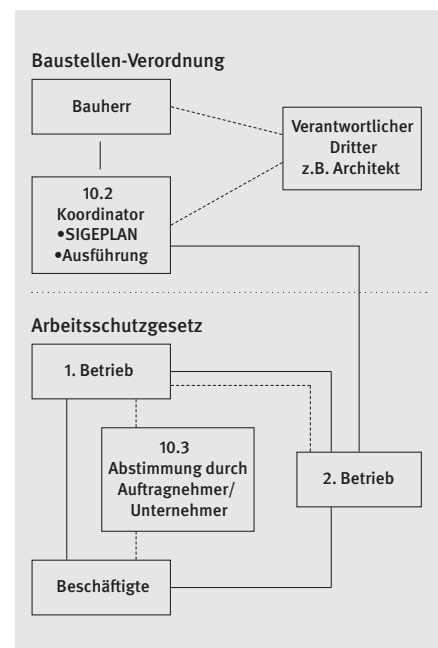 Baustellen-Verordnung
Bauherr
Verantwortlicher
Dritter
z.B. Architekt
10.2
Koordinator
•SIGEPLAN
•Ausführung
Arbeitsschutzgesetz
1. Betrieb
10.3
Abstimmung durch
Auftragnehmer/
Unternehmer
2. Betrieb
Beschäftigte